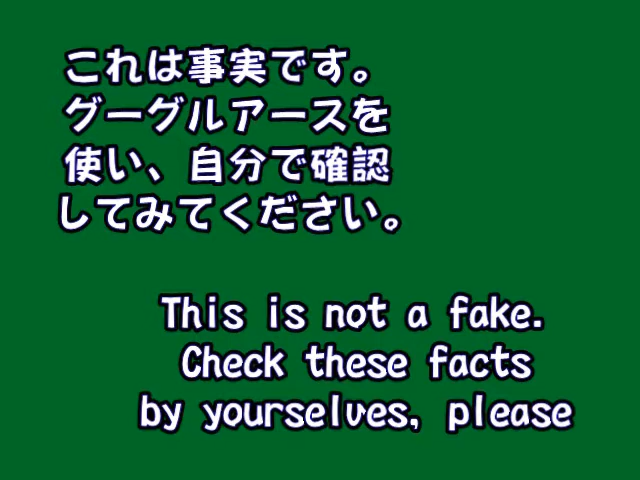 これは事実です。
グーグルアースを
使い、自分で確認
してみてください。
This is not a fake.
Check these facts
by yourselves, please